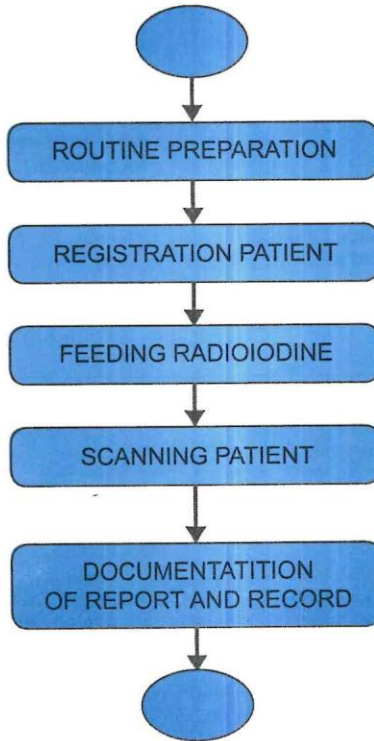 ROUTINE PREPARATION
REGISTRATION PATIENT
FEEDING RADIOIODINE
SCANNING PATIENT
DOCUMENTATITION
OF REPORT AND RECORD